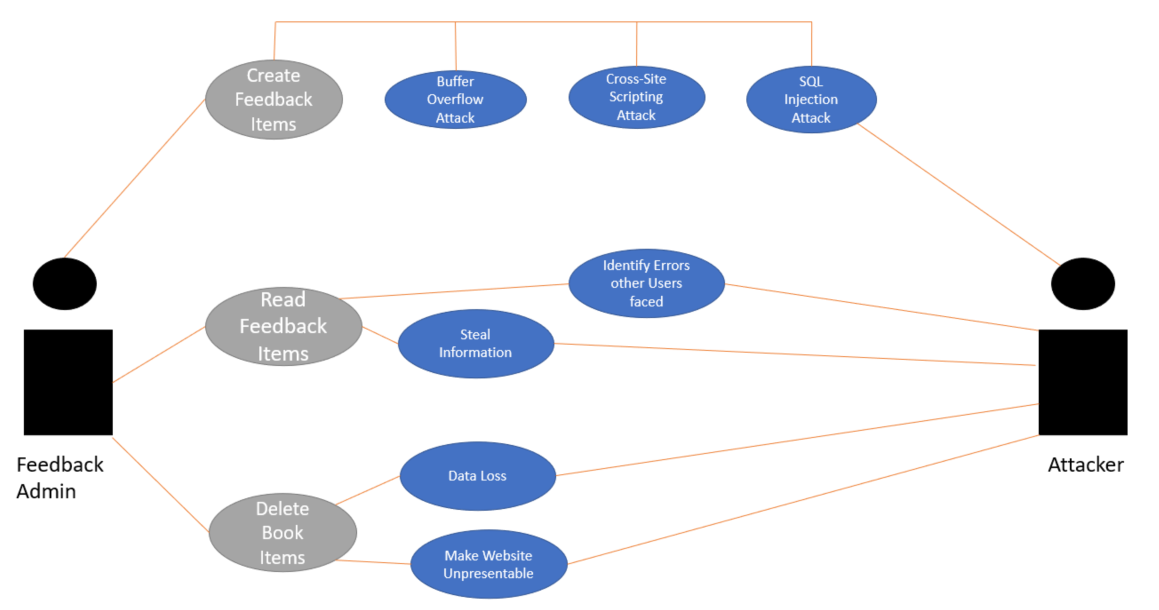 Create
Feedback
Items
Buffer
Overflow
Attack
Cross-Site
Scripting
Attack
SQL
Injection
Attack
Identify Errors
other Users
faced
Read
Feedback
Items
Steal
Information
Feedback
Admin
Attacker
Data Loss
Delete
Book
Items
Make Website
Unpresentable